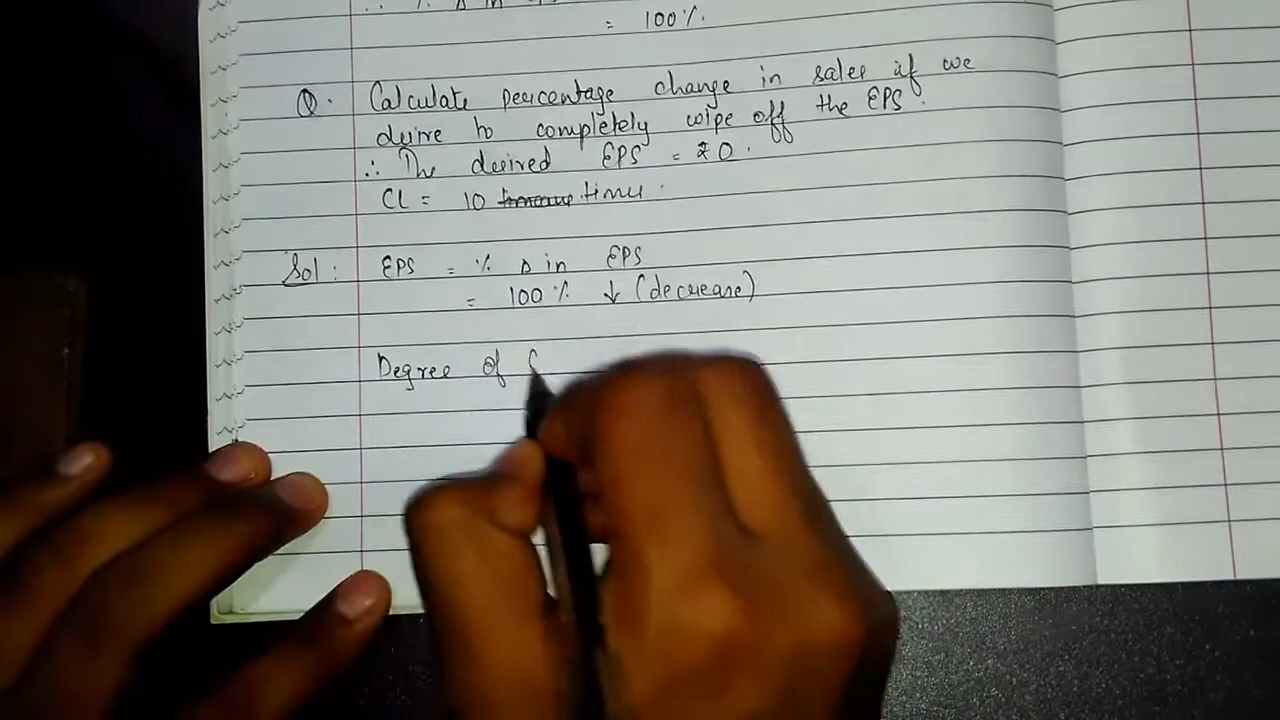 ∴ % Δ in
= 100%.
Q. Calculate percentage change in sales if we
desire to completely wipe off the EPS.
∴ The desired EPS = ₹0.
CL = 10 times.
Sol: EPS = % Δ in EPS
= 100% ↓ (decrease)
Degree of